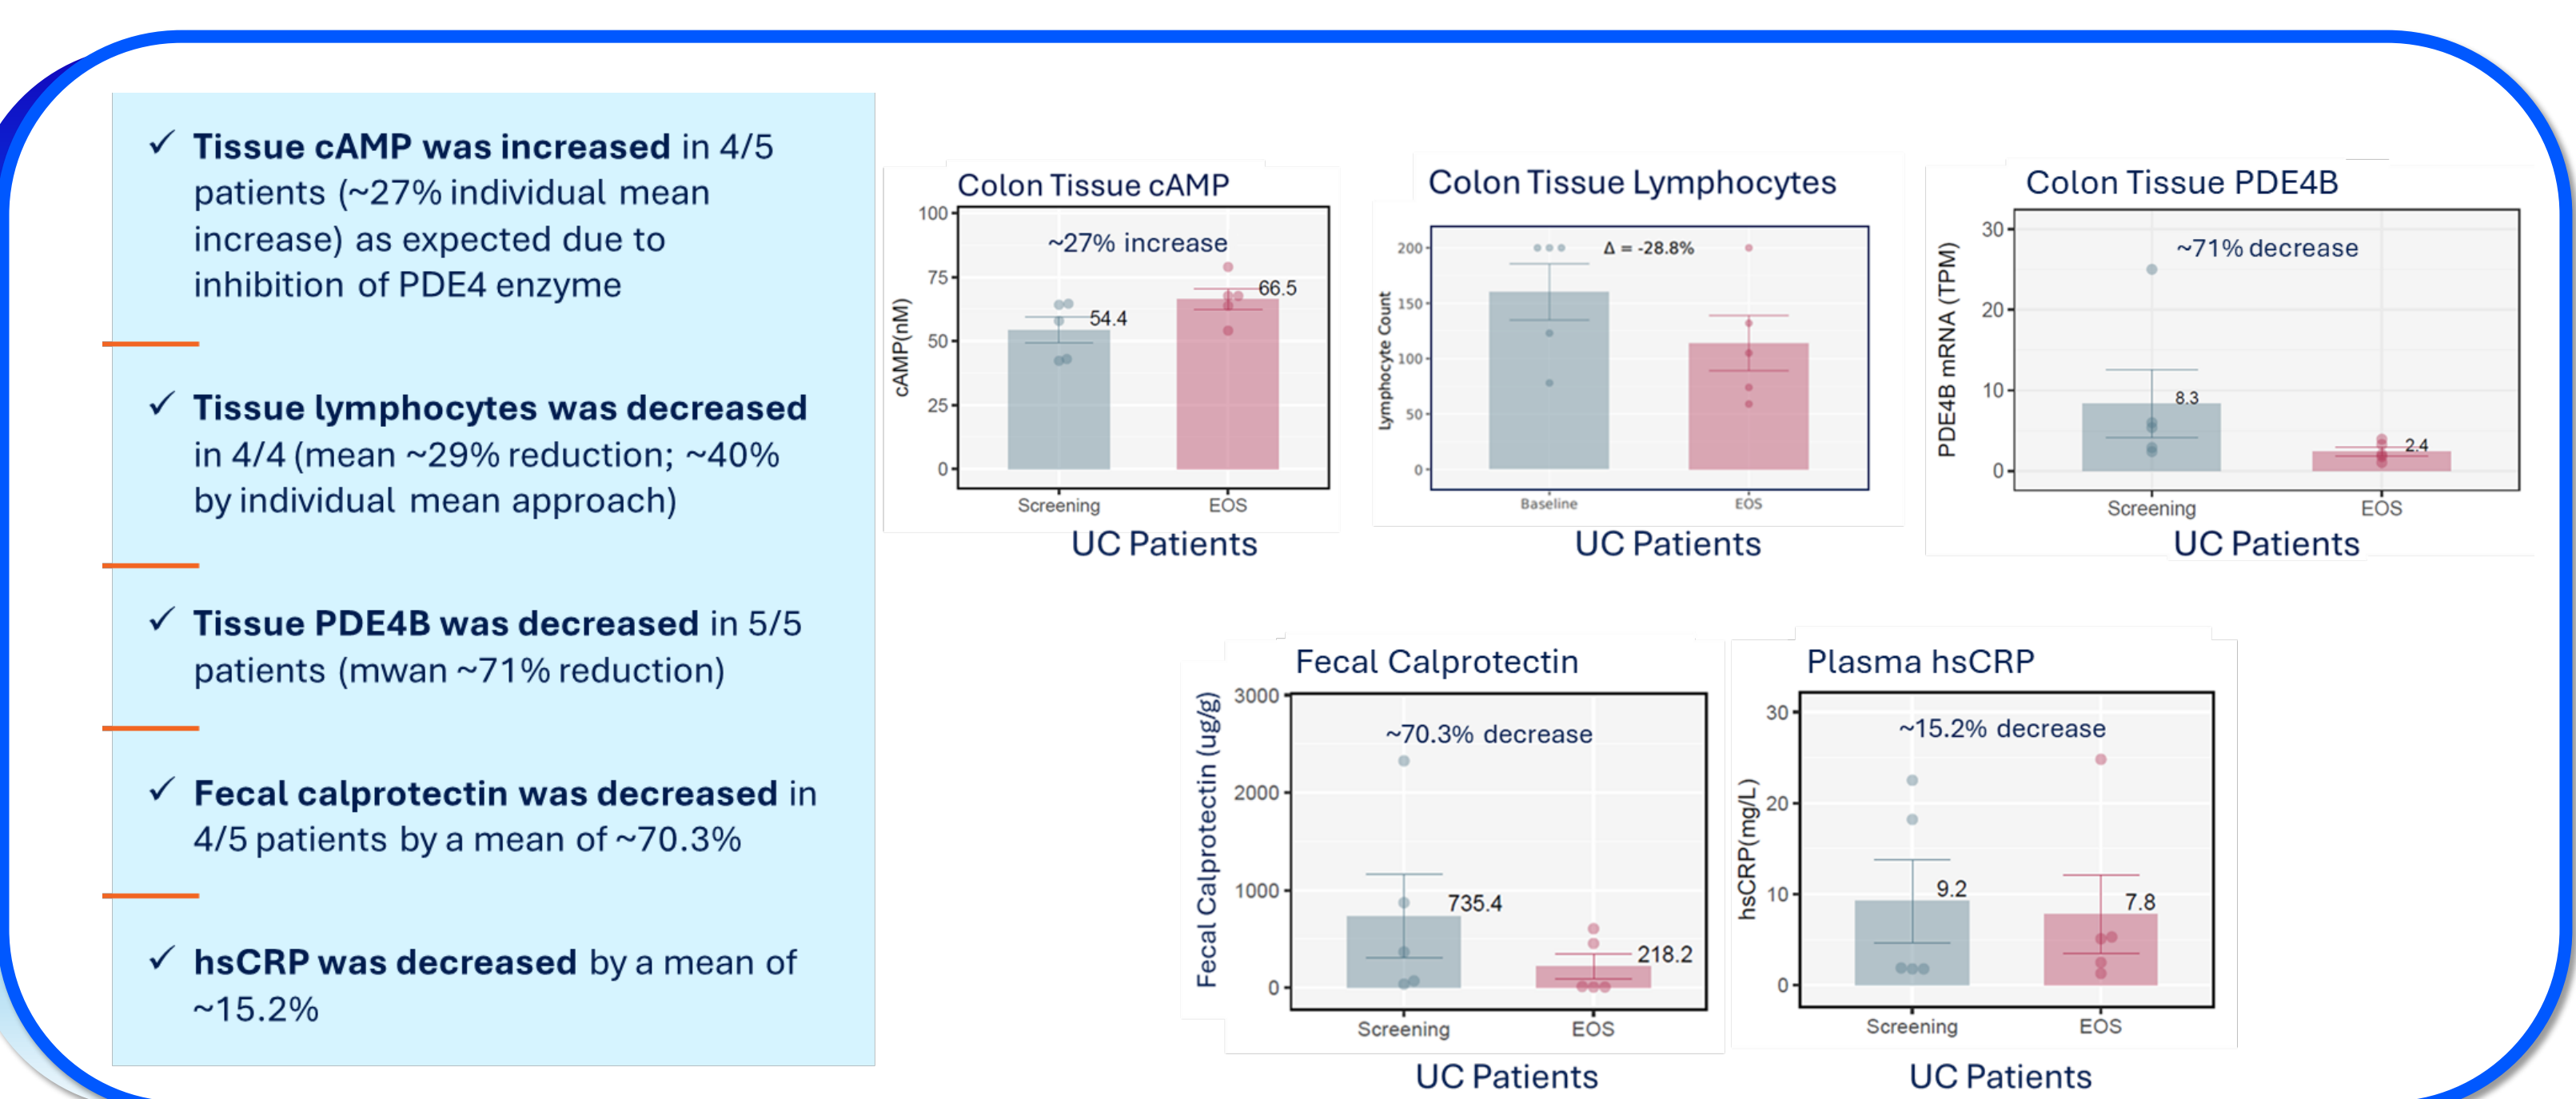 ✓ Tissue cAMP was increased in 4/5
patients (~27% individual mean
increase) as expected due to
inhibition of PDE4 enzyme
✓ Tissue lymphocytes was decreased
in 4/4 (mean ~29% reduction; ~40%
by individual mean approach)
✓ Tissue PDE4B was decreased in 5/5
patients (mwan ~71% reduction)
✓ Fecal calprotectin was decreased in
4/5 patients by a mean of ~70.3%
✓ hsCRP was decreased by a mean of
~15.2%
Colon Tissue cAMP
cAMP(nM)
100
75
50
25
0
~27% increase
54.4
66.5
Screening
EOS
UC Patients
Colon Tissue Lymphocytes
Lymphocyte Count
200
150
100
50
0
Δ = -28.8%
Baseline
EOS
UC Patients
Colon Tissue PDE4B
PDE4B mRNA (TPM)
30
20
10
0
~71% decrease
8.3
2.4
Screening
EOS
UC Patients
Fecal Calprotectin
Fecal Calprotectin (ug/g)
3000
2000
1000
0
~70.3% decrease
735.4
218.2
Screening
EOS
UC Patients
Plasma hsCRP
hsCRP(mg/L)
30
20
10
0
~15.2% decrease
9.2
7.8
Screening
EOS
UC Patients